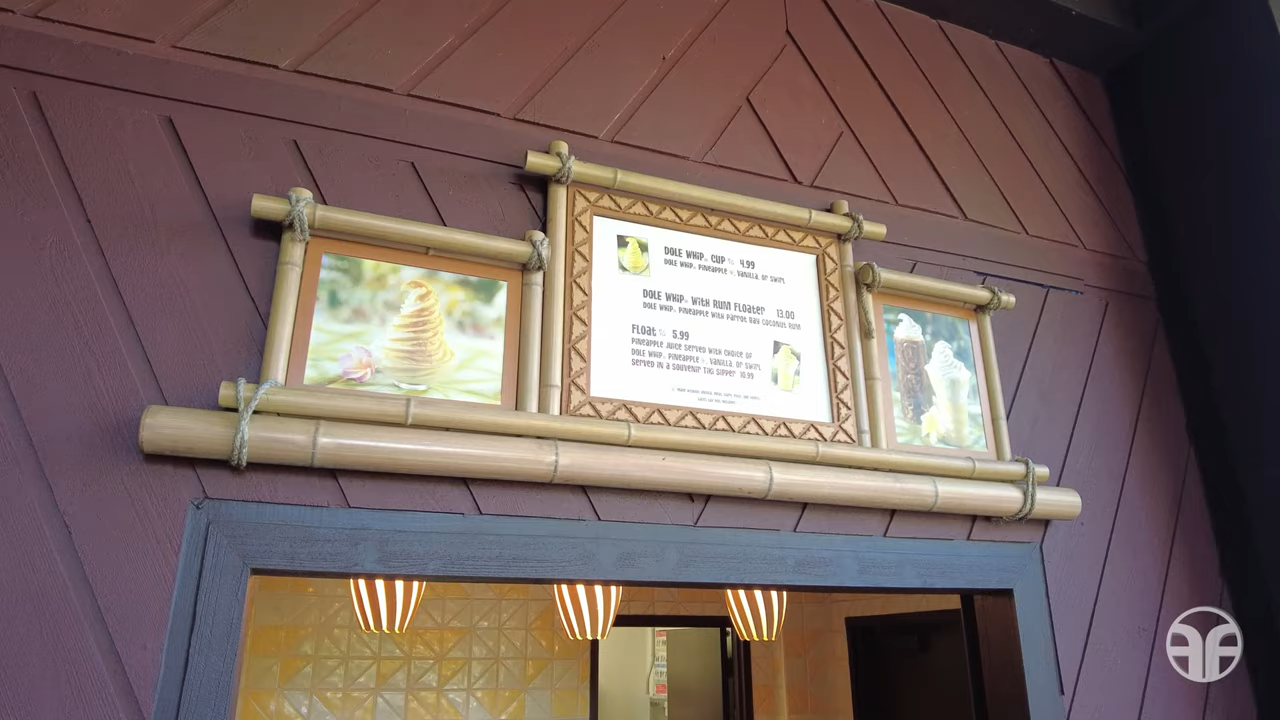 DOLE WHIP® CUP 4.99
DOLE WHIP® PINEAPPLE, VANILLA, OR SWIRL
DOLE WHIP® WITH RUM FLOATER 13.00
DOLE WHIP® PINEAPPLE WITH PARROT BAY COCONUT RUM
FLOAT 5.99
PINEAPPLE JUICE SERVED WITH CHOICE OF
DOLE WHIP® PINEAPPLE, VANILLA, OR SWIRL
SERVED IN A SOUVENIR TIKI SIPPER 10.99